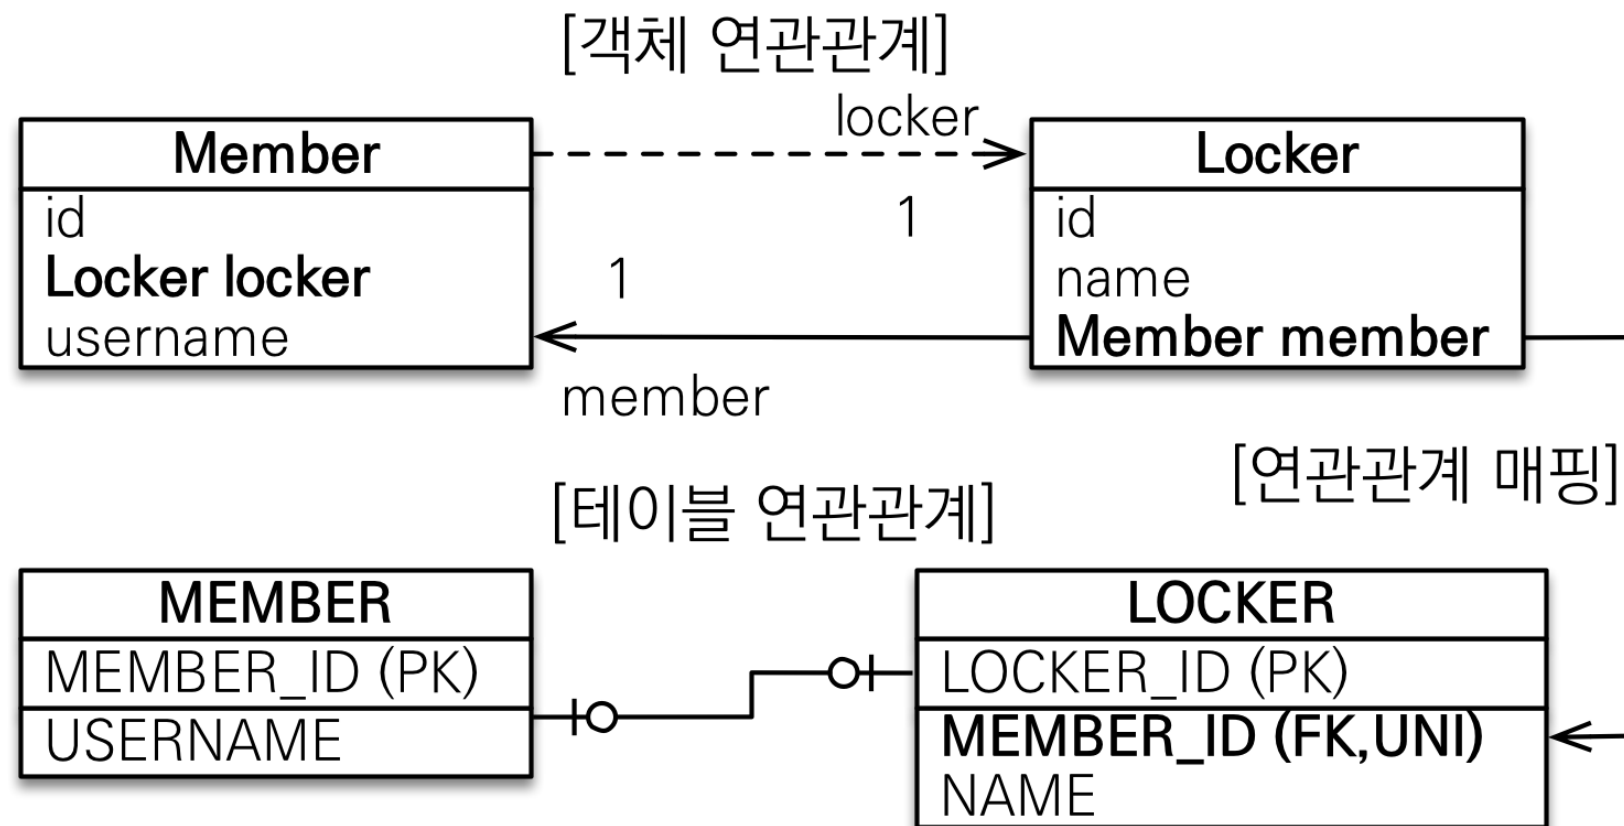 [객체 연관관계]
locker
Member
id
Locker locker
username
1
1
member
Locker
id
name
Member member
[연관관계 매핑]
[테이블 연관관계]
MEMBER
MEMBER_ID (PK)
USERNAME
LOCKER
LOCKER_ID (PK)
MEMBER_ID (FK,UNI)
NAME